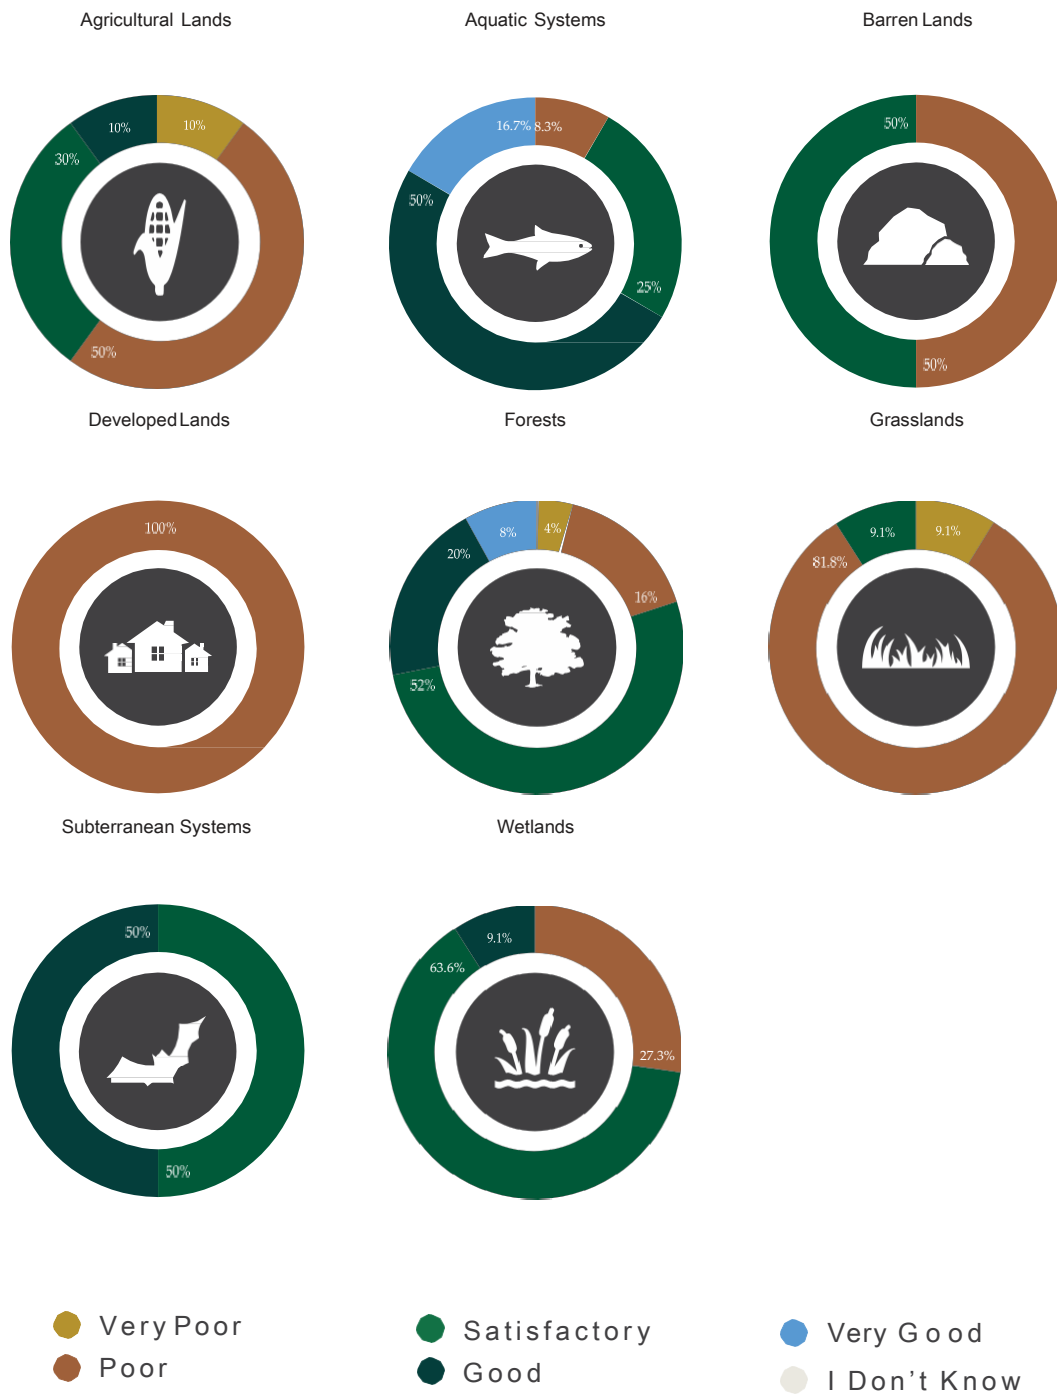 Agricultural Lands
Aquatic Systems
Barren Lands
10%
10%
30%
50%
16.7%
8.3%
50%
25%
50%
50%
Developed Lands
Forests
Grasslands
100%
8%
4%
20%
16%
52%
9.1%
9.1%
81.8%
Subterranean Systems
Wetlands
50%
50%
9.1%
63.6%
27.3%
Very Poor
Poor
Satisfactory
Good
Very Good
I Don't Know